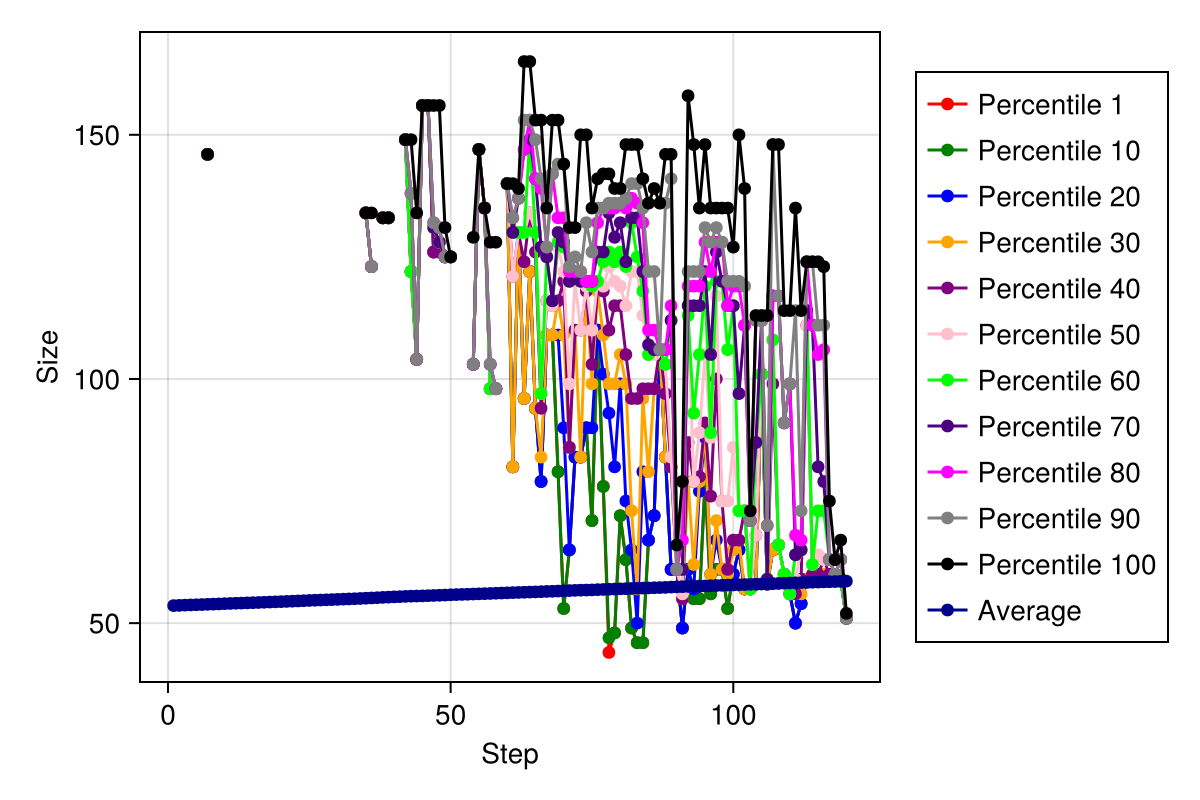 150
100
50
Size
0
50
100
Step
Percentile 1
Percentile 10
Percentile 20
Percentile 30
Percentile 40
Percentile 50
Percentile 60
Percentile 70
Percentile 80
Percentile 90
Percentile 100
Average